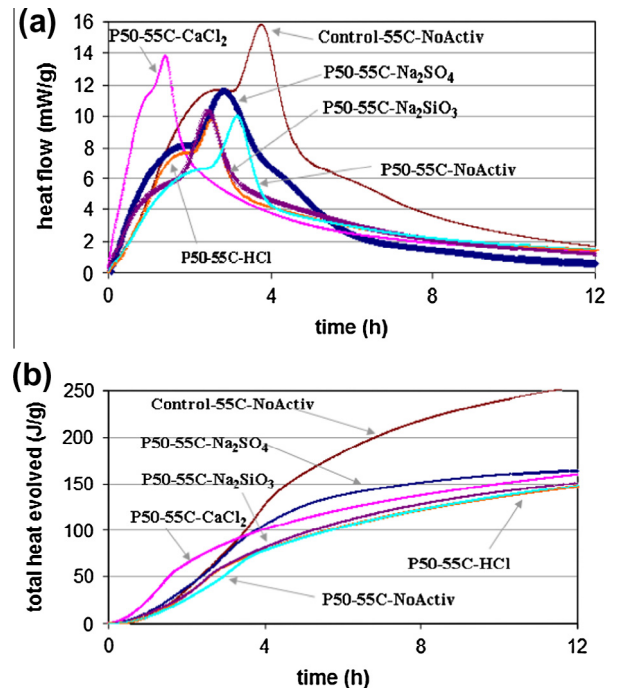 (a)
16
14
12
10
8
6
4
2
0
heat flow (mW/g)
P50-55C-CaCl₂
Control-55C-NoActiv
P50-55C-Na₂SO₄
P50-55C-Na₂SiO₃
P50-55C-NoActiv
P50-55C-HCl
0
4
8
12
time (h)
(b)
250
200
150
100
50
0
total heat evolved (J/g)
Control-55C-NoActiv
P50-55C-Na₂SO₄
P50-55C-Na₂SiO₃
P50-55C-CaCl₂
P50-55C-HCl
P50-55C-NoActiv
0
4
8
12
time (h)